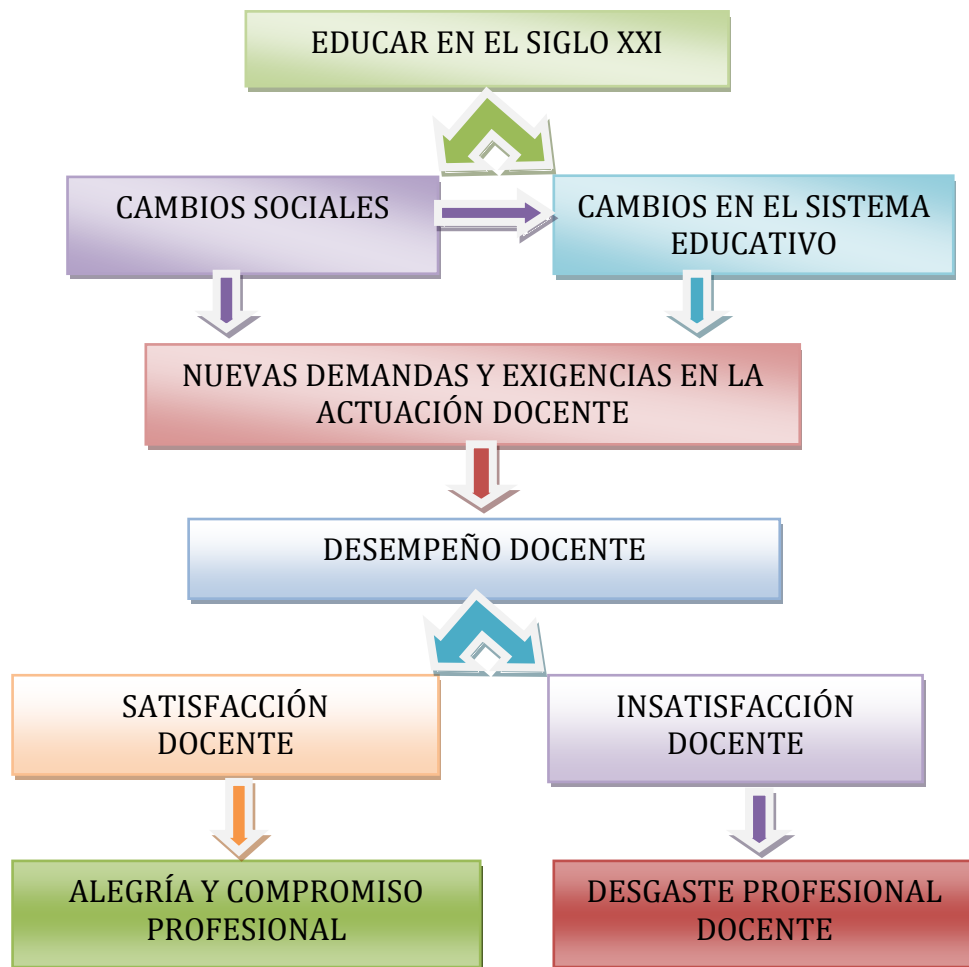 EDUCAR EN EL SIGLO XXI
CAMBIOS SOCIALES
CAMBIOS EN EL SISTEMA
EDUCATIVO
NUEVAS DEMANDAS Y EXIGENCIAS EN LA
ACTUACIÓN DOCENTE
DESEMPEÑO DOCENTE
SATISFACCIÓN
DOCENTE
INSATISFACCIÓN
DOCENTE
ALEGRÍA Y COMPROMISO
PROFESIONAL
DESGASTE PROFESIONAL
DOCENTE